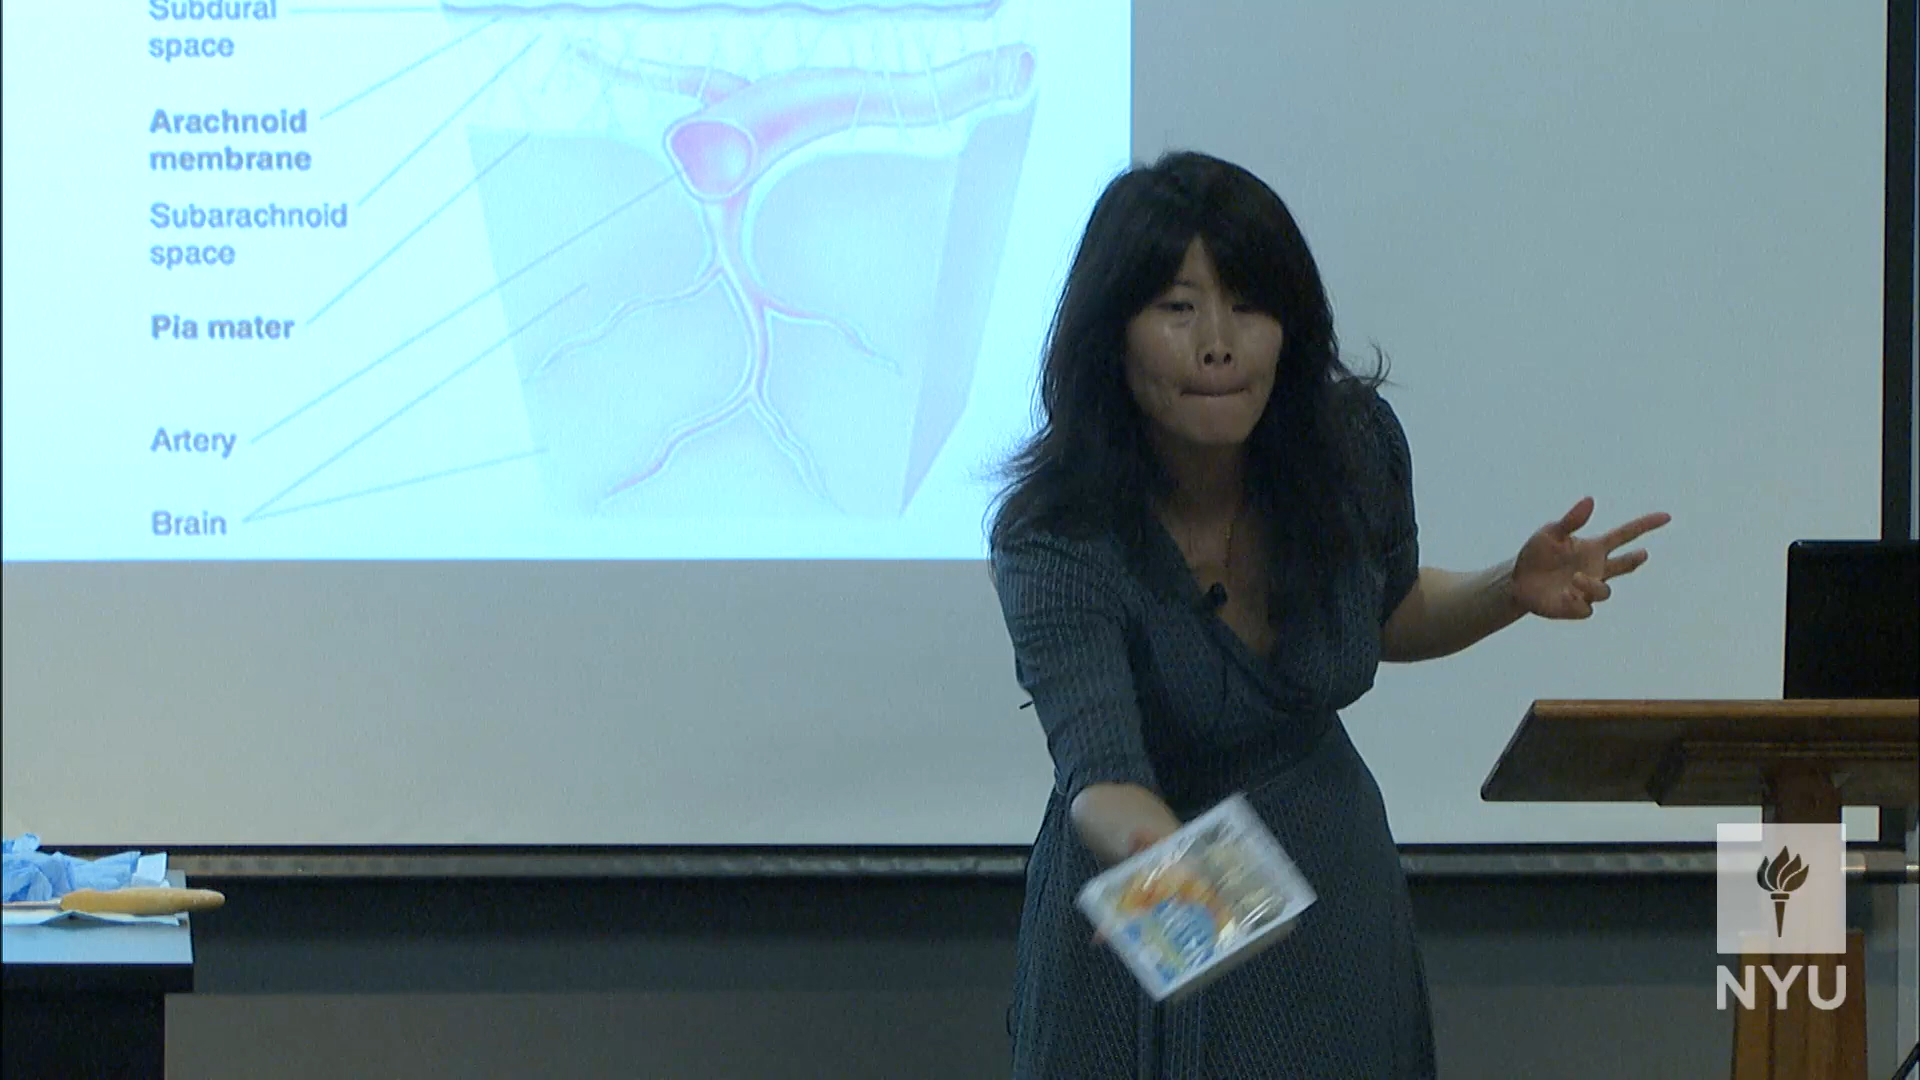 Subdural
space
Arachnoid
membrane
Subarachnoid
space
Pia mater
Artery
Brain
NYU